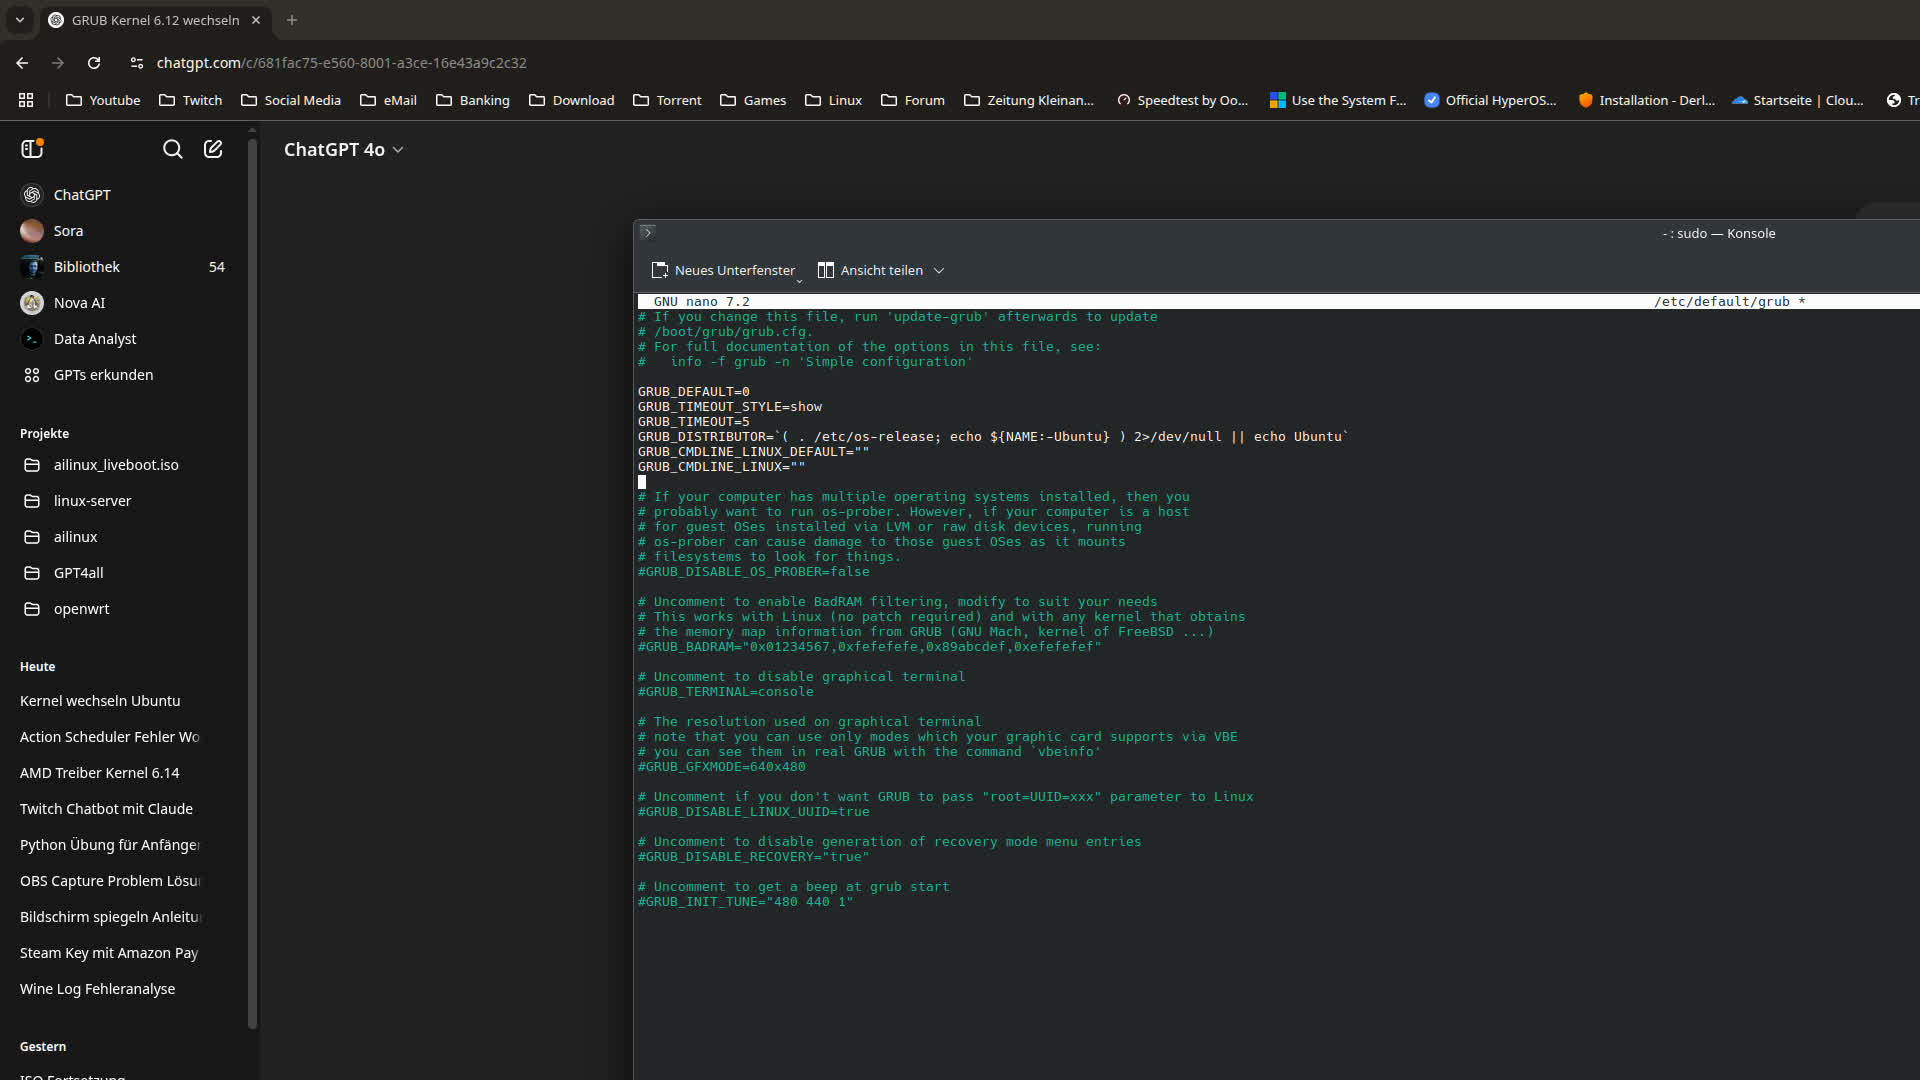 GRUB Kernel 6.12 wechseln
chatgpt.com/c/681fac75-e560-8001-a3ce-16e43a9c2c32
Youtube Twitch Social Media eMail Banking Download Torrent Games Linux Forum Zeitung Kleinan... Speedtest by Oo... Use the System F... Official HyperOS... Installation - Derl... Startseite | Clou... Tr
ChatGPT 4o
ChatGPT
Sora
Bibliothek 54
Nova AI
Data Analyst
GPTs erkunden
Projekte
ailinux_liveboot.iso
linux-server
ailinux
GPT4all
openwrt
Heute
Kernel wechseln Ubuntu
Action Scheduler Fehler Wo
AMD Treiber Kernel 6.14
Twitch Chatbot mit Claude
Python Übung für Anfänger
OBS Capture Problem Lösu
Bildschirm spiegeln Anleitu
Steam Key mit Amazon Pay
Wine Log Fehleranalyse
Gestern
ISO Fortsetzung
- : sudo — Konsole
Neues Unterfenster Ansicht teilen
GNU nano 7.2 /etc/default/grub *
# If you change this file, run 'update-grub' afterwards to update
# /boot/grub/grub.cfg.
# For full documentation of the options in this file, see:
#   info -f grub -n 'Simple configuration'
GRUB_DEFAULT=0
GRUB_TIMEOUT_STYLE=show
GRUB_TIMEOUT=5
GRUB_DISTRIBUTOR=`( . /etc/os-release; echo ${NAME:-Ubuntu} ) 2>/dev/null || echo Ubuntu`
GRUB_CMDLINE_LINUX_DEFAULT=""
GRUB_CMDLINE_LINUX=""
# If your computer has multiple operating systems installed, then you
# probably want to run os-prober. However, if your computer is a host
# for guest OSes installed via LVM or raw disk devices, running
# os-prober can cause damage to those guest OSes as it mounts
# filesystems to look for things.
#GRUB_DISABLE_OS_PROBER=false
# Uncomment to enable BadRAM filtering, modify to suit your needs
# This works with Linux (no patch required) and with any kernel that obtains
# the memory map information from GRUB (GNU Mach, kernel of FreeBSD ...)
#GRUB_BADRAM="0x01234567,0xfefefefe,0x89abcdef,0xefefefef"
# Uncomment to disable graphical terminal
#GRUB_TERMINAL=console
# The resolution used on graphical terminal
# note that you can use only modes which your graphic card supports via VBE
# you can see them in real GRUB with the command `vbeinfo'
#GRUB_GFXMODE=640x480
# Uncomment if you don't want GRUB to pass "root=UUID=xxx" parameter to Linux
#GRUB_DISABLE_LINUX_UUID=true
# Uncomment to disable generation of recovery mode menu entries
#GRUB_DISABLE_RECOVERY="true"
# Uncomment to get a beep at grub start
#GRUB_INIT_TUNE="480 440 1"